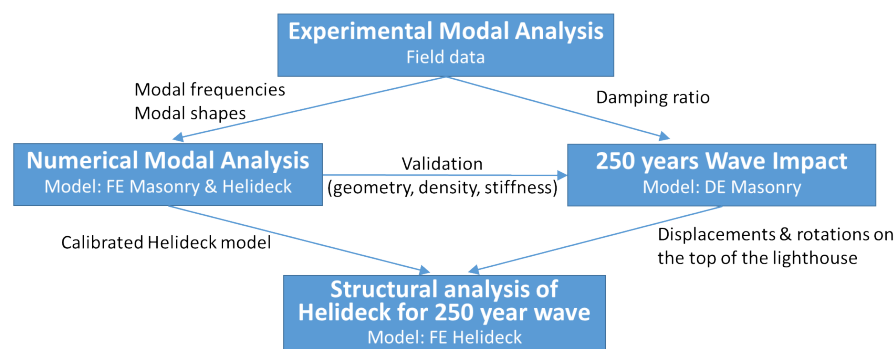 Experimental Modal Analysis
Field data
Modal frequencies
Modal shapes
Damping ratio
Numerical Modal Analysis
Model: FE Masonry & Helideck
Validation
(geometry, density, stiffness)
250 years Wave Impact
Model: DE Masonry
Calibrated Helideck model
Displacements & rotations on
the top of the lighthouse
Structural analysis of
Helideck for 250 year wave
Model: FE Helideck